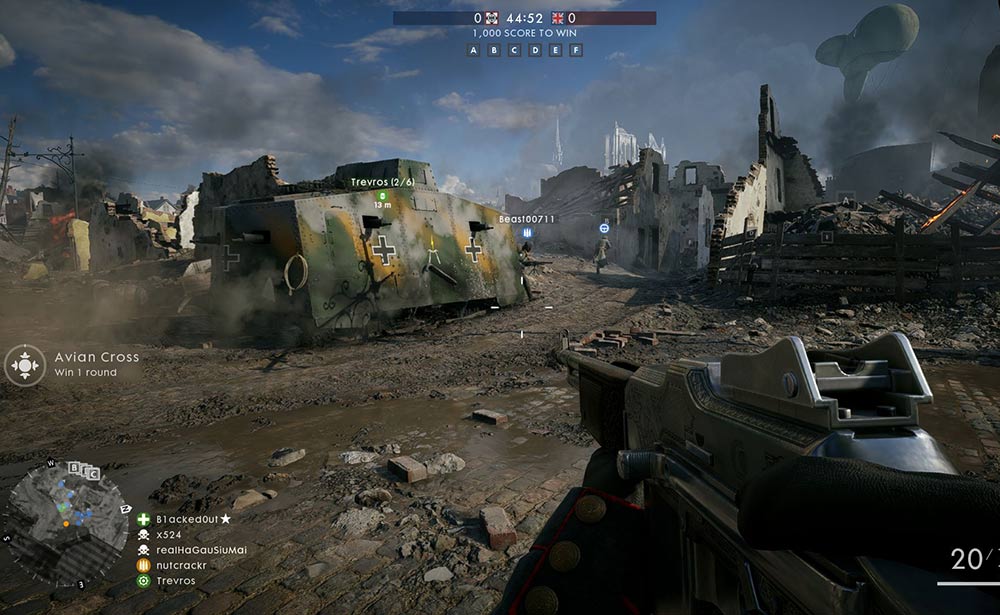 0 44:52 0
1,000 SCORE TO WIN
A B C D E F
Trevros (2/6)
13 m
Beast00711
Avian Cross
Win 1 round
W
B C
N
S
E
B1acked0ut
x524
realHaGauSiuMai
nutcrackr
Trevros
20/